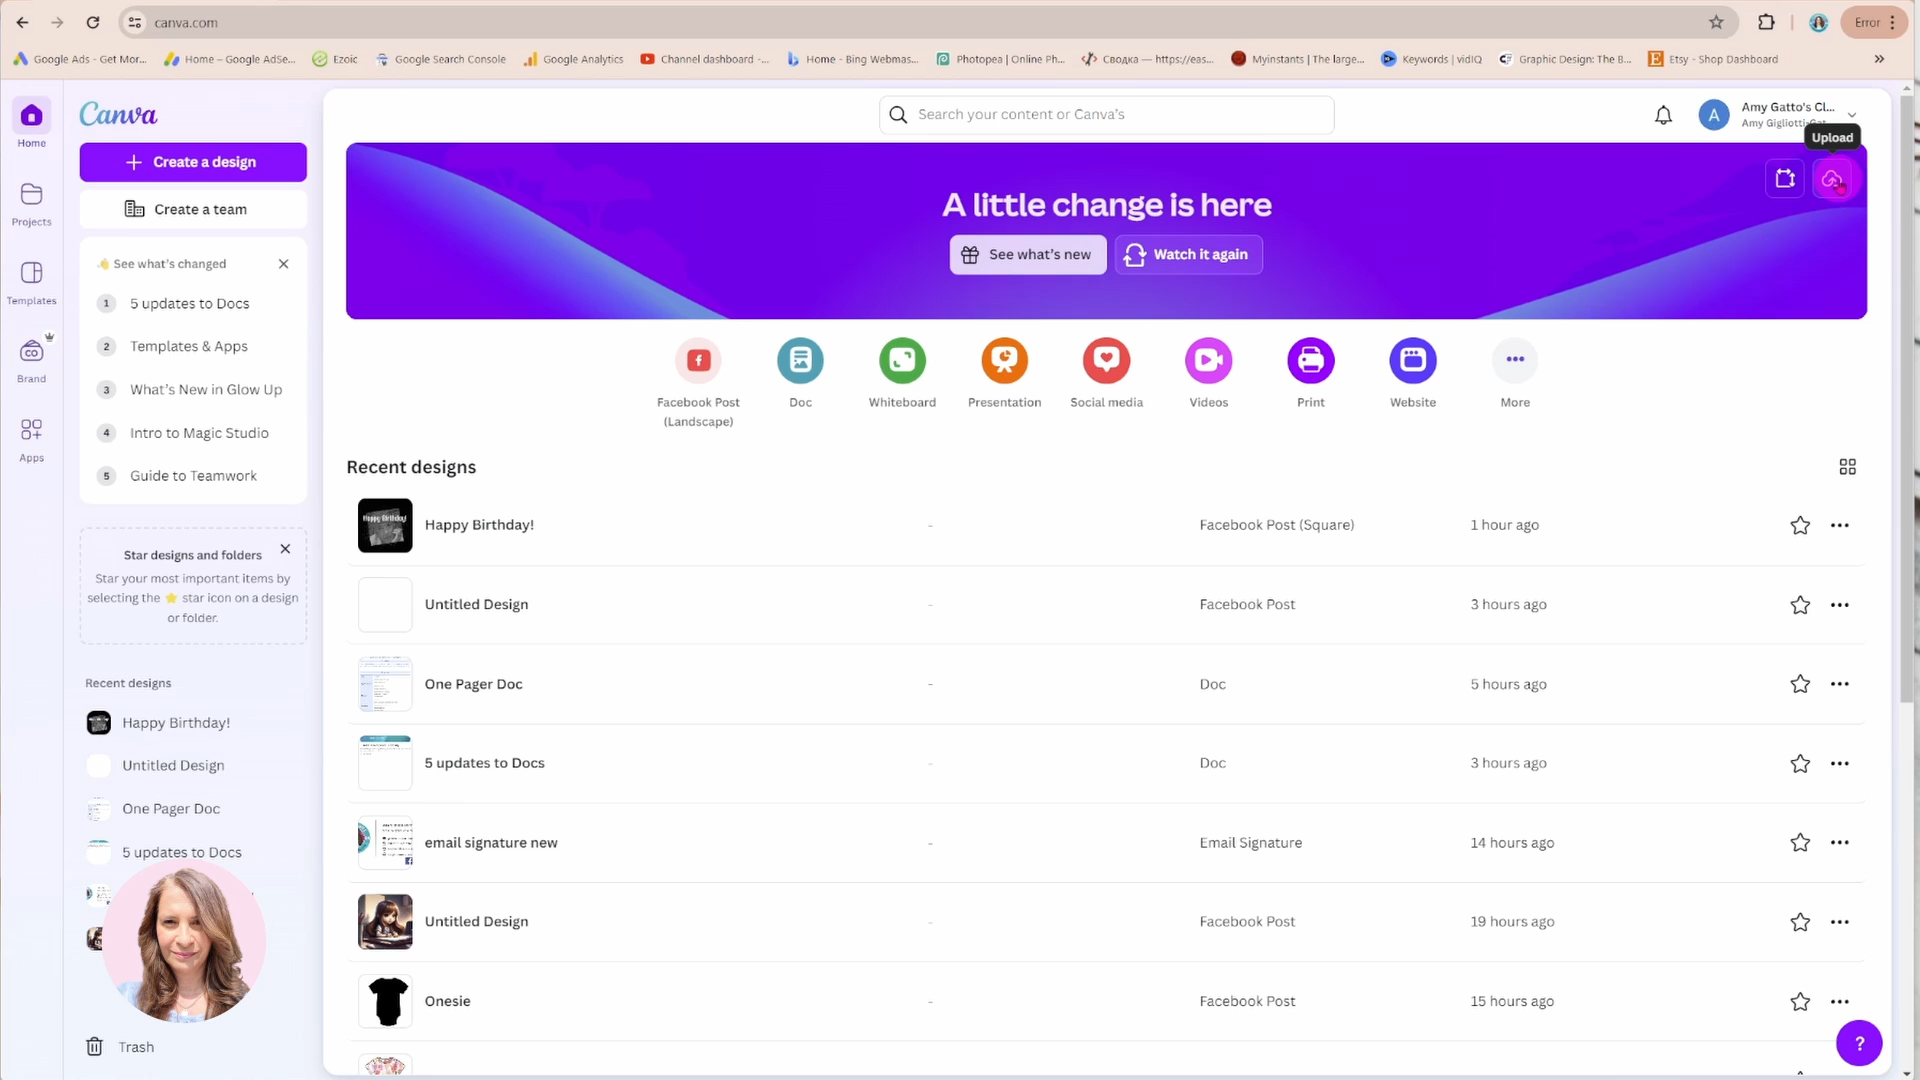 canva.com
Error
Google Ads - Get Mor...
Home – Google AdSe...
Ezoic
Google Search Console
Google Analytics
Channel dashboard -...
Home - Bing Webmas...
Photopea | Online Ph...
Сводка — https://eas...
Myinstants | The large...
Keywords | vidIQ
Graphic Design: The B...
Etsy - Shop Dashboard
Home
Projects
Templates
Brand
Apps
Canva
Create a design
Create a team
See what's changed
1 5 updates to Docs
2 Templates & Apps
3 What's New in Glow Up
4 Intro to Magic Studio
5 Guide to Teamwork
Star designs and folders
Star your most important items by
selecting the ⭐ star icon on a design
or folder.
Recent designs
Happy Birthday!
Untitled Design
One Pager Doc
5 updates to Docs
Trash
Search your content or Canva's
A
Amy Gatto's Cl...
Amy Gigliotti-Gat
Upload
A little change is here
See what's new
Watch it again
Facebook Post
(Landscape)
Doc
Whiteboard
Presentation
Social media
Videos
Print
Website
More
Recent designs
Happy Birthday! - Facebook Post (Square) 1 hour ago
Untitled Design - Facebook Post 3 hours ago
One Pager Doc - Doc 5 hours ago
5 updates to Docs - Doc 3 hours ago
email signature new - Email Signature 14 hours ago
Untitled Design - Facebook Post 19 hours ago
Onesie - Facebook Post 15 hours ago
?